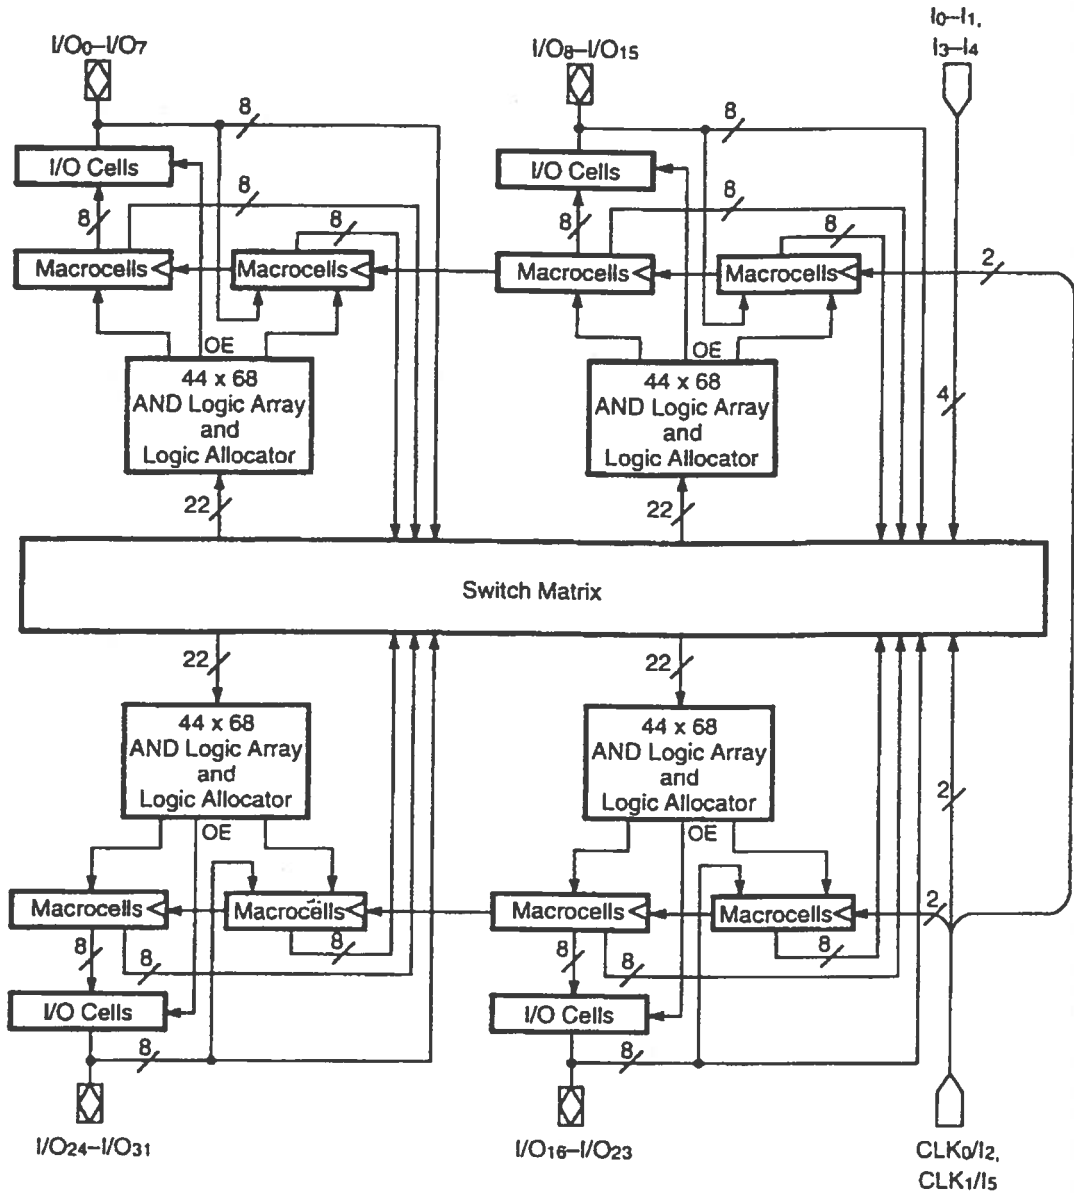 I/O0–I/O7
I/O8–I/O15
I0–I1,
I3–I4
8
8
I/O Cells
I/O Cells
8
8
8
8
8
8
Macrocells
Macrocells
Macrocells
Macrocells
2
OE
OE
44 x 68
AND Logic Array
and
Logic Allocator
44 x 68
AND Logic Array
and
Logic Allocator
4
22
22
Switch Matrix
22
22
44 x 68
AND Logic Array
and
Logic Allocator
44 x 68
AND Logic Array
and
Logic Allocator
2
OE
OE
Macrocells
Macrocells
Macrocells
Macrocells
2
8
8
8
8
8
8
I/O Cells
I/O Cells
8
8
I/O24–I/O31
I/O16–I/O23
CLK0/I2,
CLK1/I5